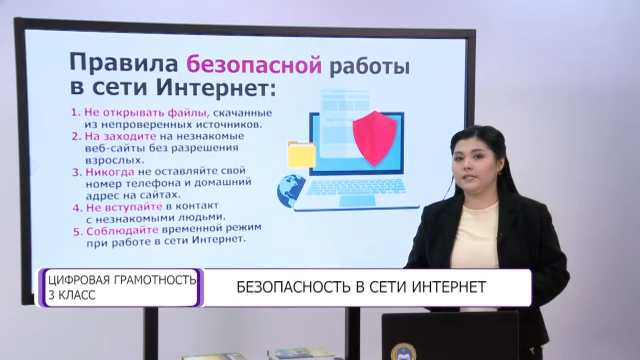 Правила безопасной работы
в сети Интернет:
1. Не открывать файлы, скачанные
из непроверенных источников.
2. На заходите на незнакомые
веб-сайты без разрешения
взрослых.
3. Никогда не оставляйте свой
номер телефона и домашний
адрес на сайтах.
4. Не вступайте в контакт
с незнакомыми людьми.
5. Соблюдайте временной режим
при работе в сети Интернет.
ЦИФРОВАЯ ГРАМОТНОСТЬ
3 КЛАСС
БЕЗОПАСНОСТЬ В СЕТИ ИНТЕРНЕТ